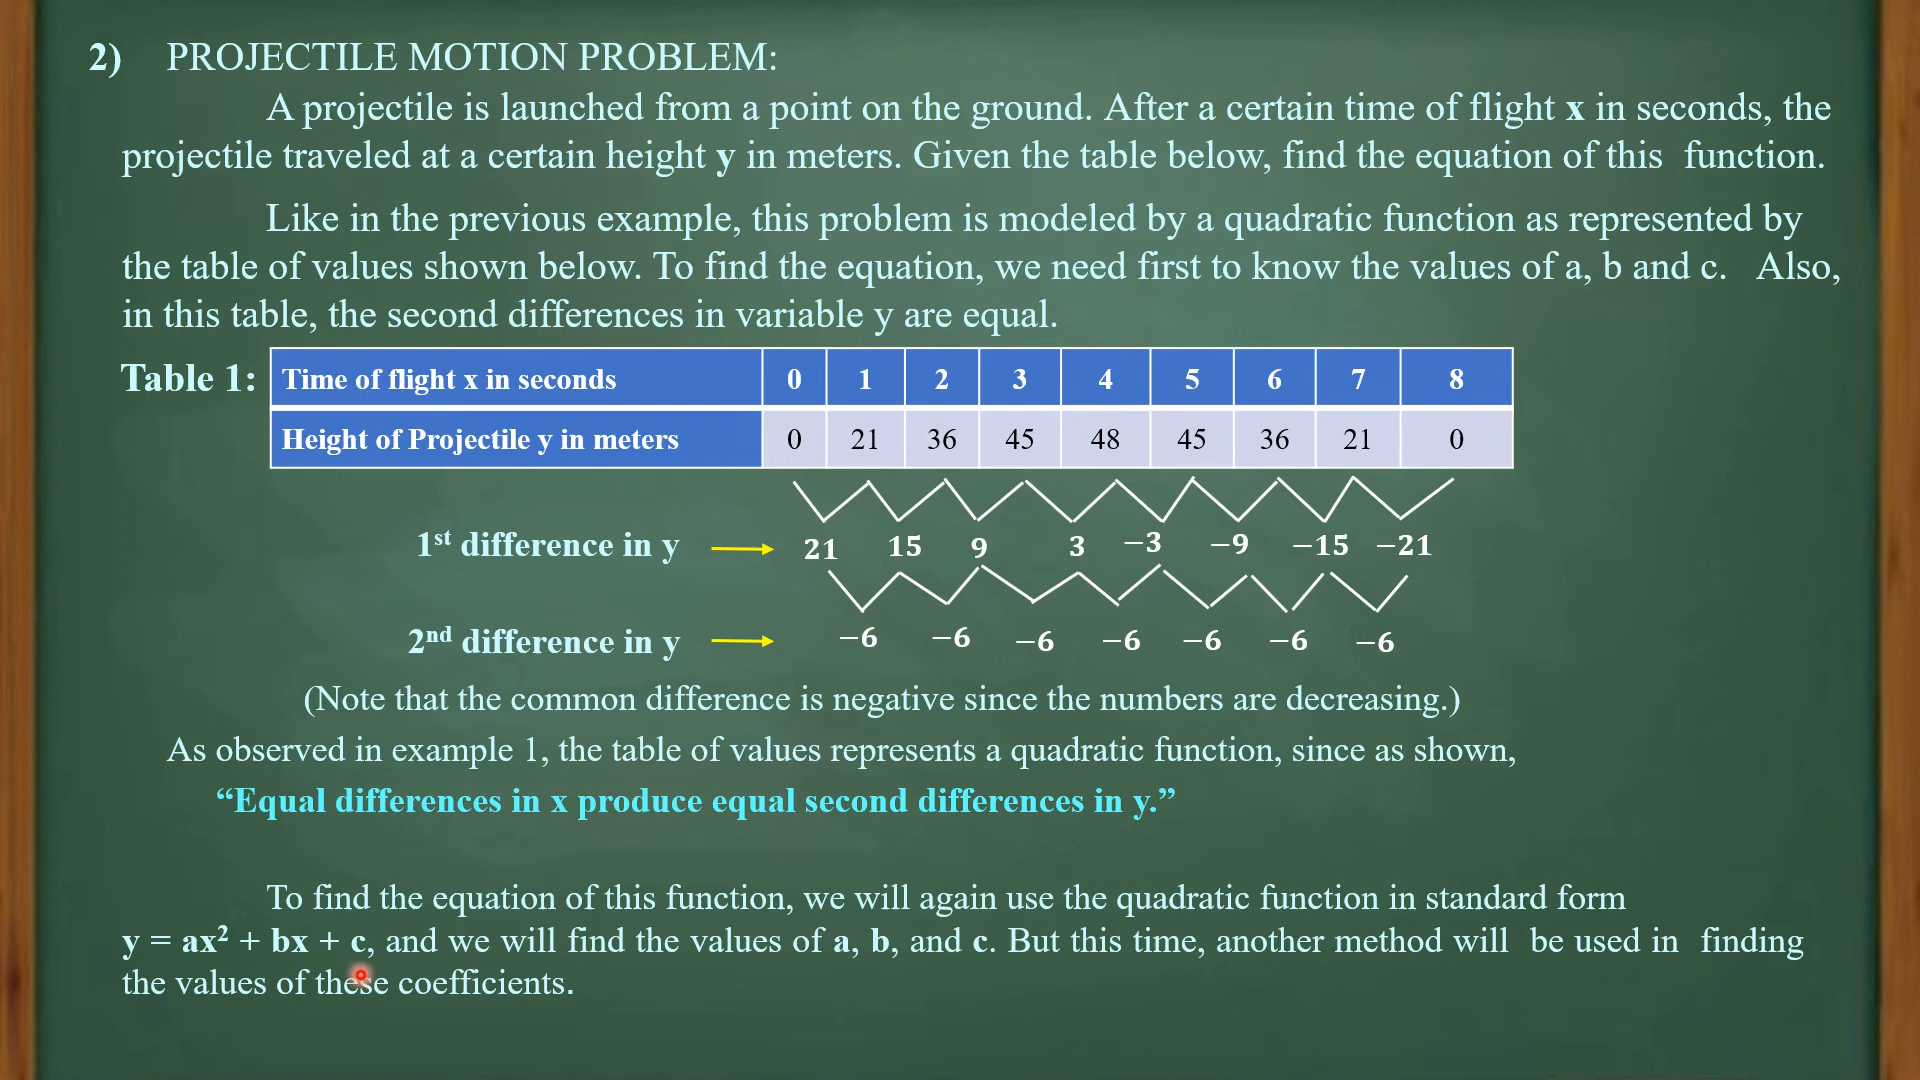 2) PROJECTILE MOTION PROBLEM:
A projectile is launched from a point on the ground. After a certain time of flight x in seconds, the
projectile traveled at a certain height y in meters. Given the table below, find the equation of this function.
Like in the previous example, this problem is modeled by a quadratic function as represented by
the table of values shown below. To find the equation, we need first to know the values of a, b and c. Also,
in this table, the second differences in variable y are equal.
Table 1: Time of flight x in seconds 0 1 2 3 4 5 6 7 8
Height of Projectile y in meters 0 21 36 45 48 45 36 21 0
1st difference in y 21 15 9 3 −3 −9 −15 −21
2nd difference in y −6 −6 −6 −6 −6 −6 −6
(Note that the common difference is negative since the numbers are decreasing.)
As observed in example 1, the table of values represents a quadratic function, since as shown,
“Equal differences in x produce equal second differences in y.”
To find the equation of this function, we will again use the quadratic function in standard form
y = ax² + bx + c, and we will find the values of a, b, and c. But this time, another method will be used in finding
the values of these coefficients.